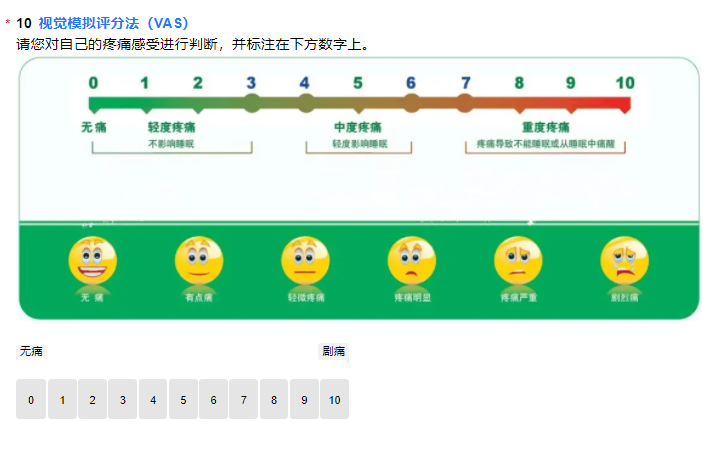 * 10 视觉模拟评分法（VAS）
请您对自己的疼痛感受进行判断，并标注在下方数字上。
0 1 2 3 4 5 6 7 8 9 10
无痛 轻度疼痛 中度疼痛 重度疼痛
不影响睡眠 轻度影响睡眠 疼痛导致不能睡眠或从睡眠中痛醒
无 痛 有点痛 轻微疼痛 疼痛明显 疼痛严重 剧烈痛
无痛 剧痛
0 1 2 3 4 5 6 7 8 9 10